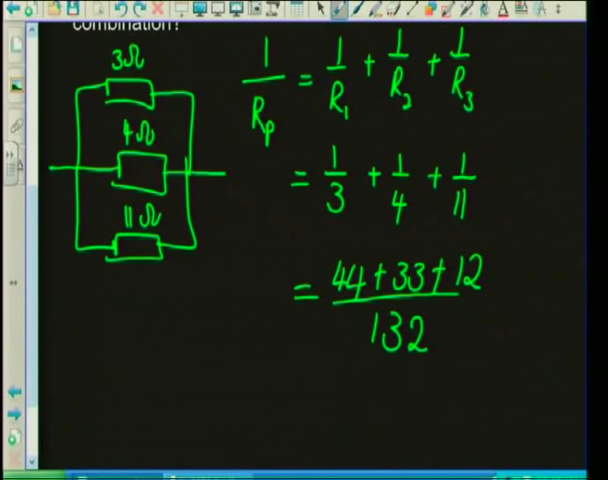 combination?
3Ω
4Ω
11Ω
1/Rp = 1/R1 + 1/R2 + 1/R3
= 1/3 + 1/4 + 1/11
= 44+33+12/132